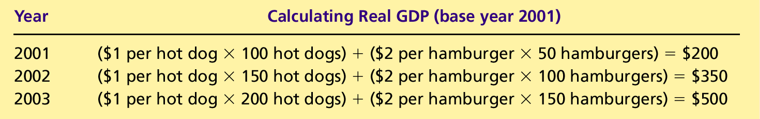 Year Calculating Real GDP (base year 2001)
2001 ($1 per hot dog × 100 hot dogs) + ($2 per hamburger × 50 hamburgers) = $200
2002 ($1 per hot dog × 150 hot dogs) + ($2 per hamburger × 100 hamburgers) = $350
2003 ($1 per hot dog × 200 hot dogs) + ($2 per hamburger × 150 hamburgers) = $500